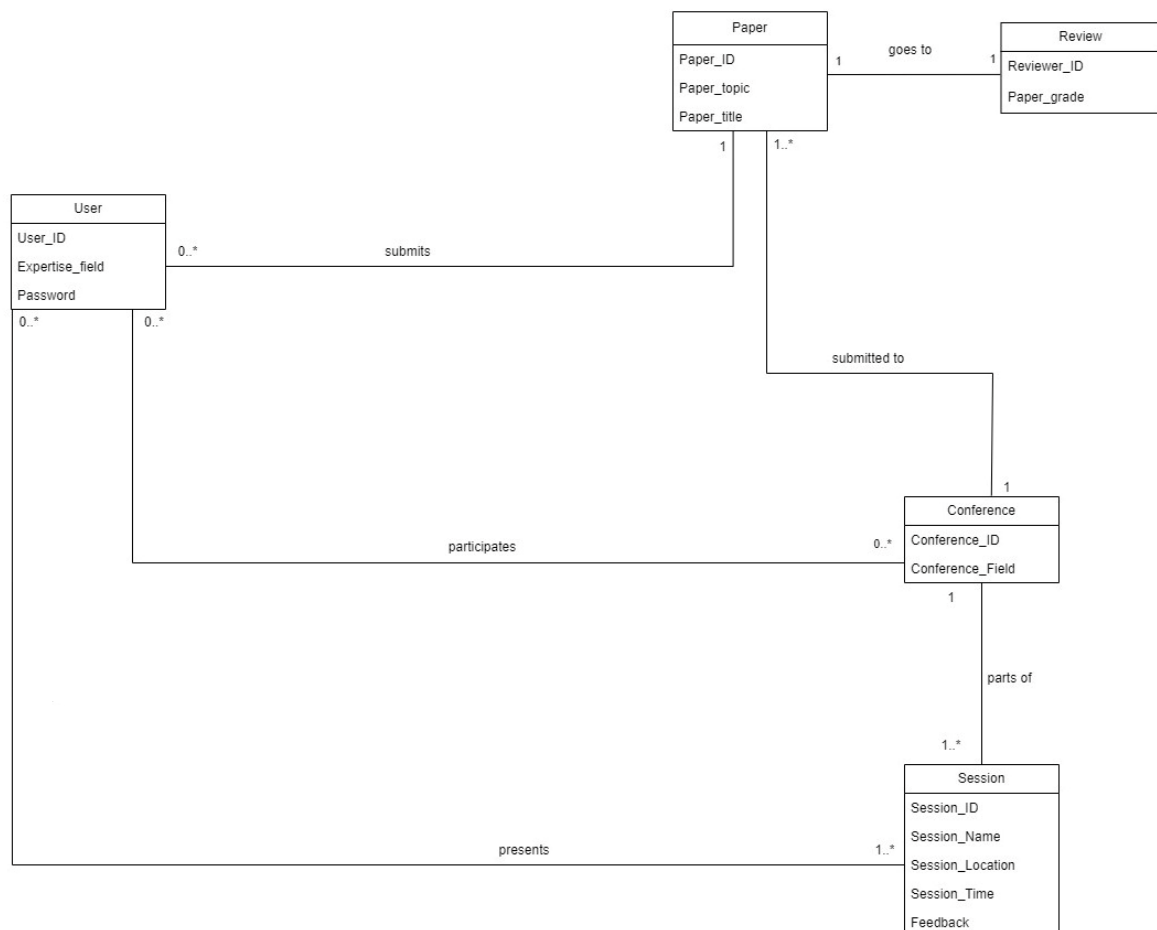 Paper
Paper_ID
Paper_topic
Paper_title
goes to
1
1
Review
Reviewer_ID
Paper_grade
1
1..*
User
User_ID
Expertise_field
Password
0..*
submits
0..*
0..*
submitted to
1
Conference
Conference_ID
Conference_Field
participates
0..*
1
parts of
1..*
Session
Session_ID
Session_Name
Session_Location
Session_Time
Feedback
presents
1..*